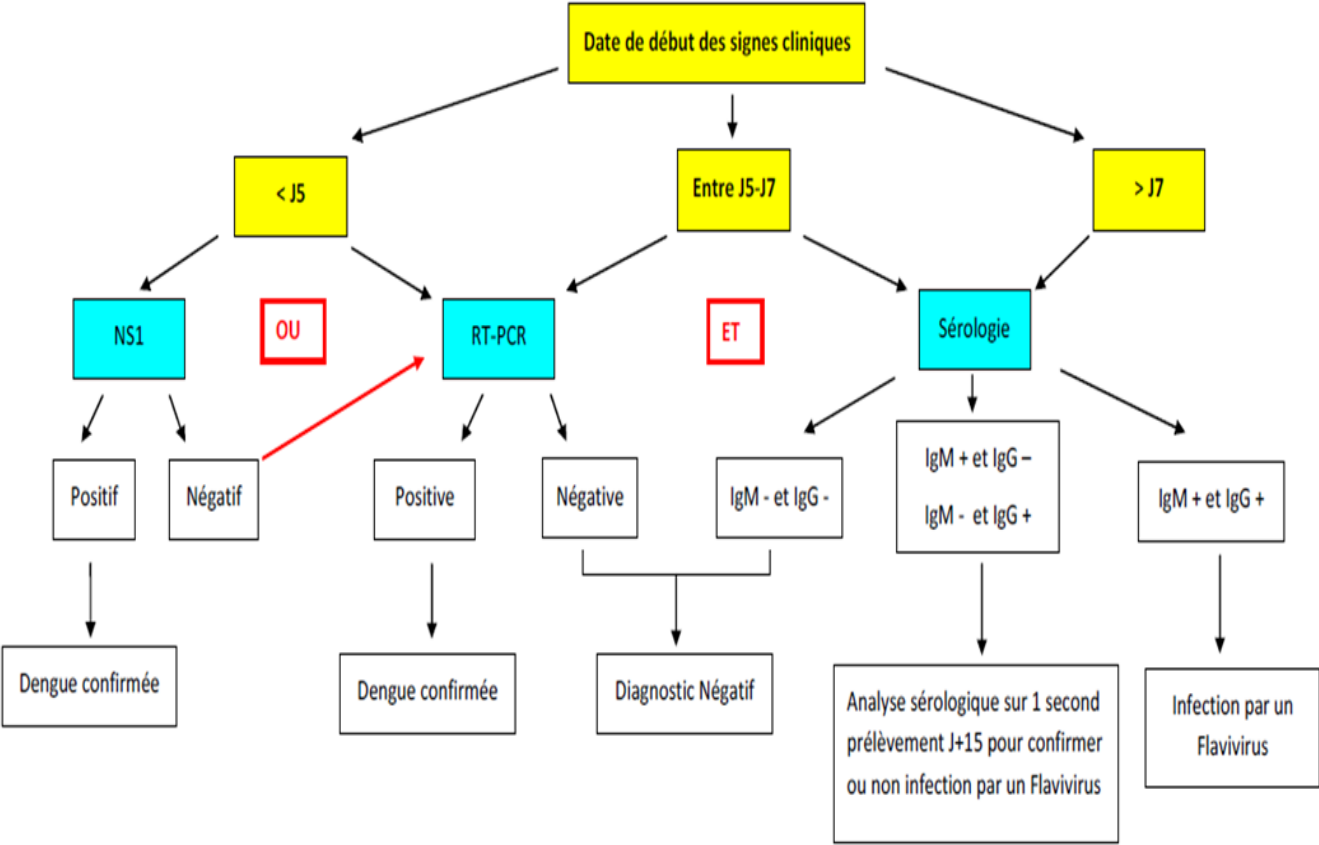 Date de début des signes cliniques
< J5
Entre J5-J7
> J7
NS1
OU
RT-PCR
ET
Sérologie
Positif
Négatif
Positive
Négative
IgM - et IgG -
IgM + et IgG –
IgM - et IgG +
IgM + et IgG +
Dengue confirmée
Dengue confirmée
Diagnostic Négatif
Analyse sérologique sur 1 second
prélèvement J+15 pour confirmer
ou non infection par un Flavivirus
Infection par un
Flavivirus